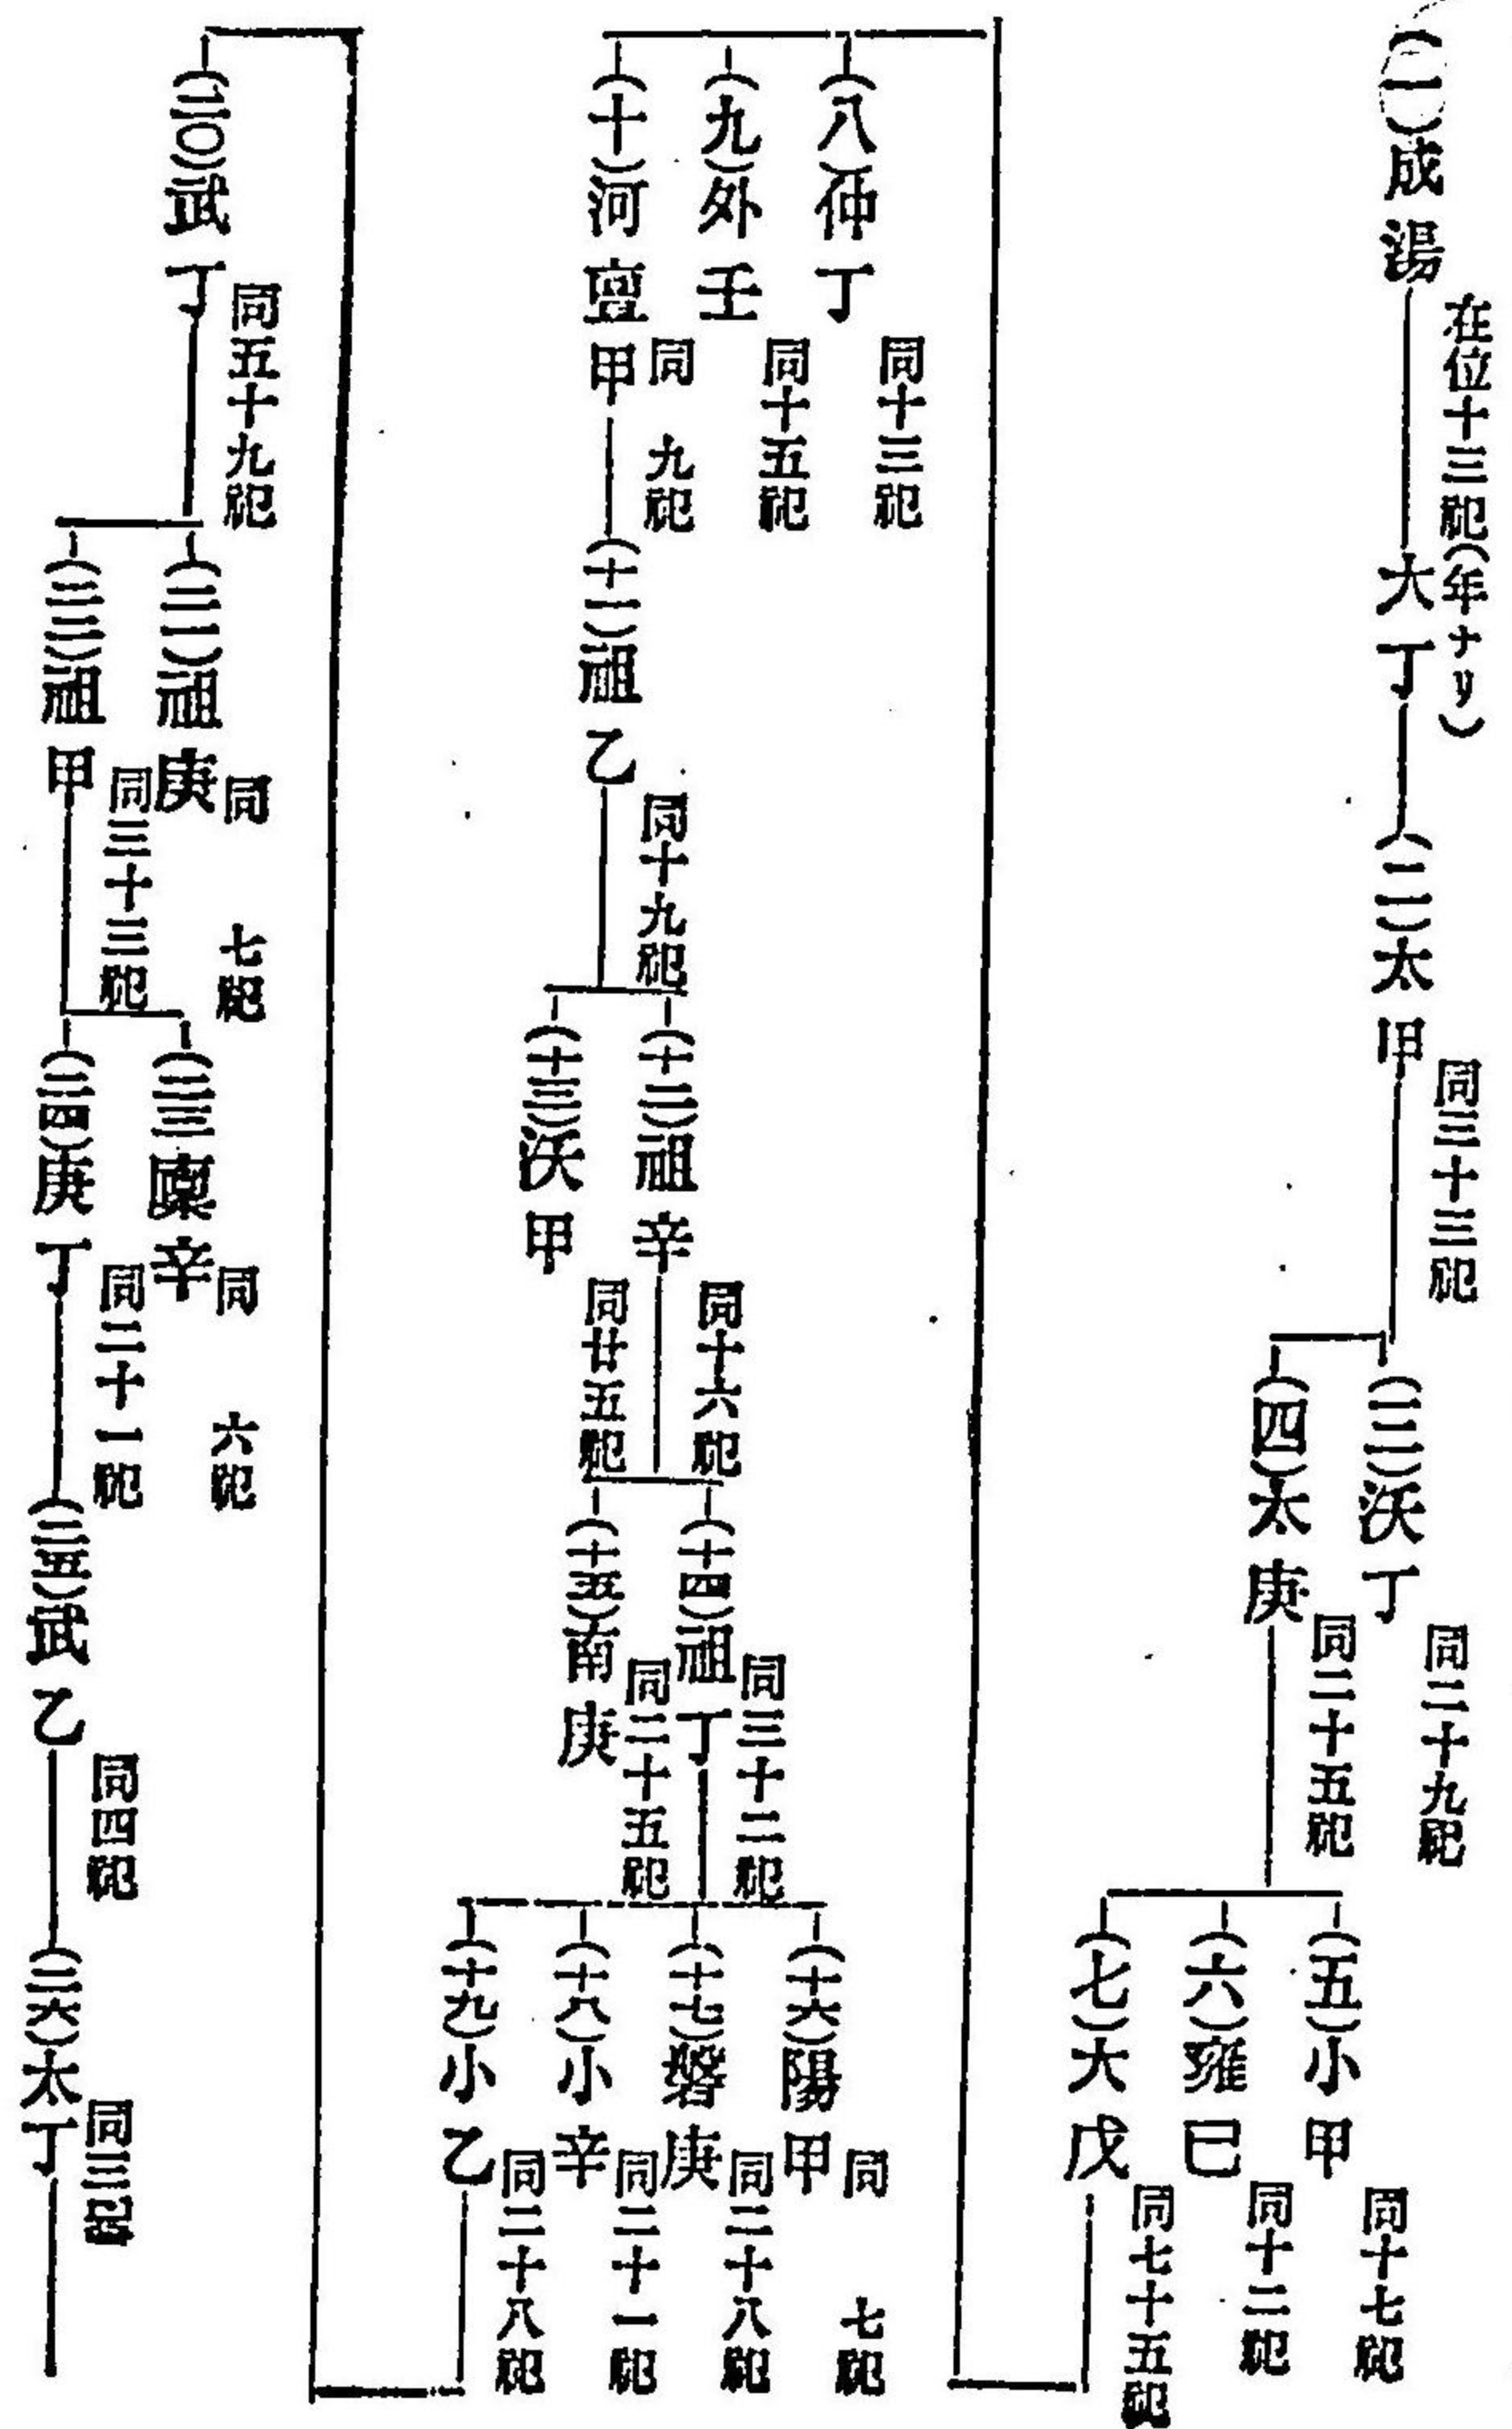 (一)成湯 在位十三祀(年ナリ)
大丁
(二)太甲 同三十三祀
(三)沃丁 同二十九祀
(四)太庚 同二十五祀
(五)小甲 同十七祀
(六)雍己 同十二祀
(七)大戊 同七十五祀
(八)仲丁 同十三祀
(九)外壬 同十五祀
(十)河亶甲 同九祀
(十一)祖乙 同十九祀
(十二)祖辛 同十六祀
(十三)沃甲 同廿五祀
(十四)祖丁 同三十二祀
(十五)南庚 同二十五祀
(十六)陽甲 同七祀
(十七)磐庚 同二十八祀
(十八)小辛 同二十一祀
(十九)小乙 同二十八祀
(二〇)武丁 同五十九祀
(二一)祖庚 同七祀
(二二)祖甲 同三十三祀
(二三)廩辛 同六祀
(二四)庚丁 同二十一祀
(二五)武乙 同四祀
(二六)太丁 同三祀